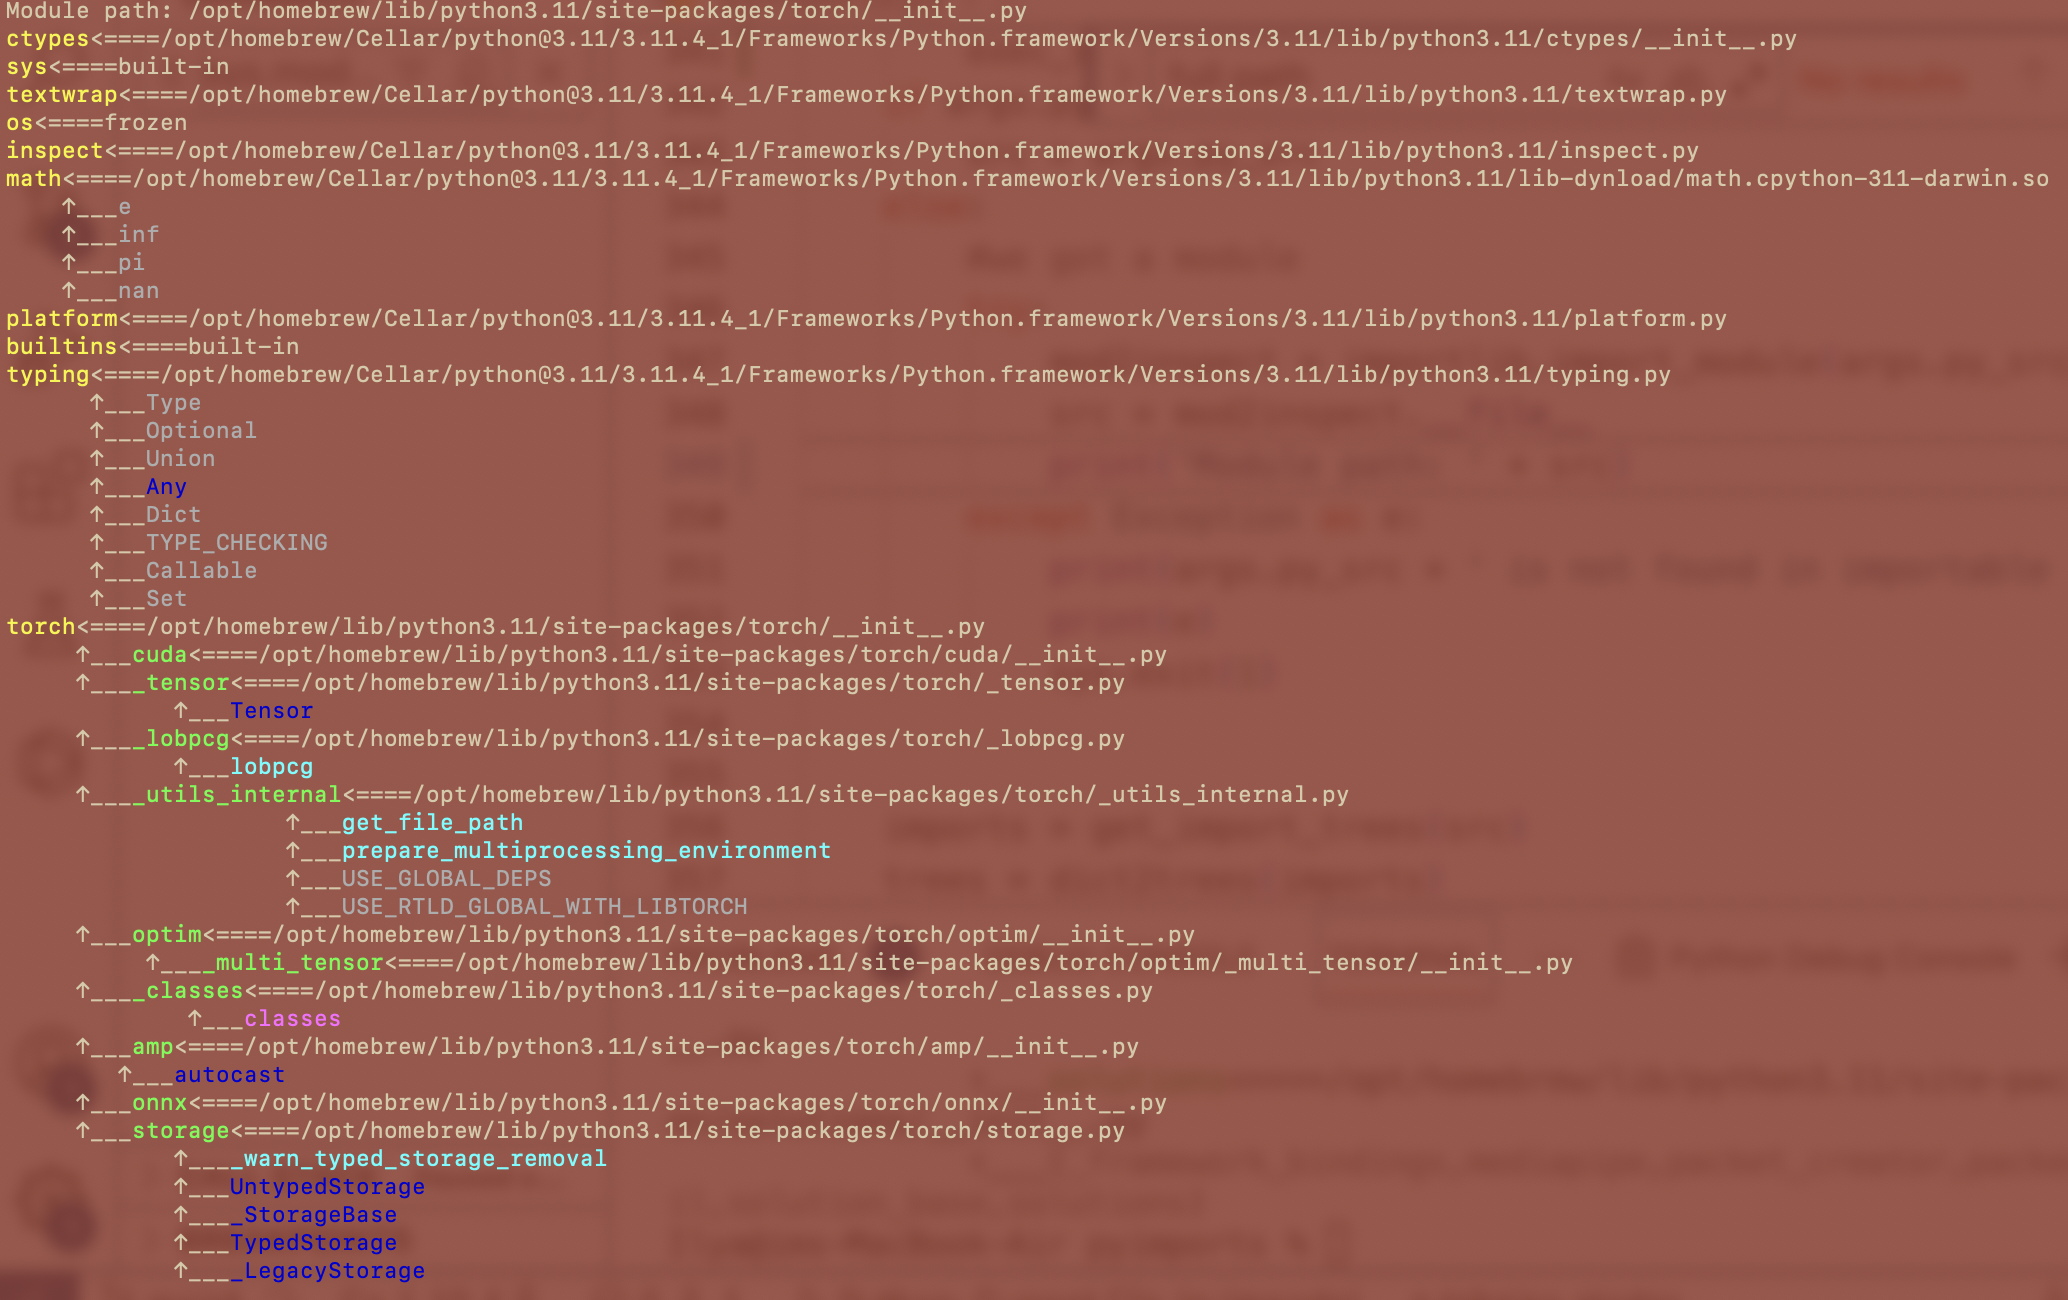 Module path: /opt/homebrew/lib/python3.11/site-packages/torch/__init__.py
ctypes<====/opt/homebrew/Cellar/python@3.11/3.11.4_1/Frameworks/Python.framework/Versions/3.11/lib/python3.11/ctypes/__init__.py
sys<====built-in
textwrap<====/opt/homebrew/Cellar/python@3.11/3.11.4_1/Frameworks/Python.framework/Versions/3.11/lib/python3.11/textwrap.py
os<====frozen
inspect<====/opt/homebrew/Cellar/python@3.11/3.11.4_1/Frameworks/Python.framework/Versions/3.11/lib/python3.11/inspect.py
math<====/opt/homebrew/Cellar/python@3.11/3.11.4_1/Frameworks/Python.framework/Versions/3.11/lib/python3.11/lib-dynload/math.cpython-311-darwin.so
    ↑___e
    ↑___inf
    ↑___pi
    ↑___nan
platform<====/opt/homebrew/Cellar/python@3.11/3.11.4_1/Frameworks/Python.framework/Versions/3.11/lib/python3.11/platform.py
builtins<====built-in
typing<====/opt/homebrew/Cellar/python@3.11/3.11.4_1/Frameworks/Python.framework/Versions/3.11/lib/python3.11/typing.py
      ↑___Type
      ↑___Optional
      ↑___Union
      ↑___Any
      ↑___Dict
      ↑___TYPE_CHECKING
      ↑___Callable
      ↑___Set
torch<====/opt/homebrew/lib/python3.11/site-packages/torch/__init__.py
     ↑___cuda<====/opt/homebrew/lib/python3.11/site-packages/torch/cuda/__init__.py
     ↑____tensor<====/opt/homebrew/lib/python3.11/site-packages/torch/_tensor.py
            ↑___Tensor
     ↑____lobpcg<====/opt/homebrew/lib/python3.11/site-packages/torch/_lobpcg.py
            ↑___lobpcg
     ↑____utils_internal<====/opt/homebrew/lib/python3.11/site-packages/torch/_utils_internal.py
                    ↑___get_file_path
                    ↑___prepare_multiprocessing_environment
                    ↑___USE_GLOBAL_DEPS
                    ↑___USE_RTLD_GLOBAL_WITH_LIBTORCH
     ↑___optim<====/opt/homebrew/lib/python3.11/site-packages/torch/optim/__init__.py
          ↑____multi_tensor<====/opt/homebrew/lib/python3.11/site-packages/torch/optim/_multi_tensor/__init__.py
     ↑____classes<====/opt/homebrew/lib/python3.11/site-packages/torch/_classes.py
             ↑___classes
     ↑___amp<====/opt/homebrew/lib/python3.11/site-packages/torch/amp/__init__.py
        ↑___autocast
     ↑___onnx<====/opt/homebrew/lib/python3.11/site-packages/torch/onnx/__init__.py
     ↑___storage<====/opt/homebrew/lib/python3.11/site-packages/torch/storage.py
            ↑____warn_typed_storage_removal
            ↑___UntypedStorage
            ↑____StorageBase
            ↑___TypedStorage
            ↑____LegacyStorage